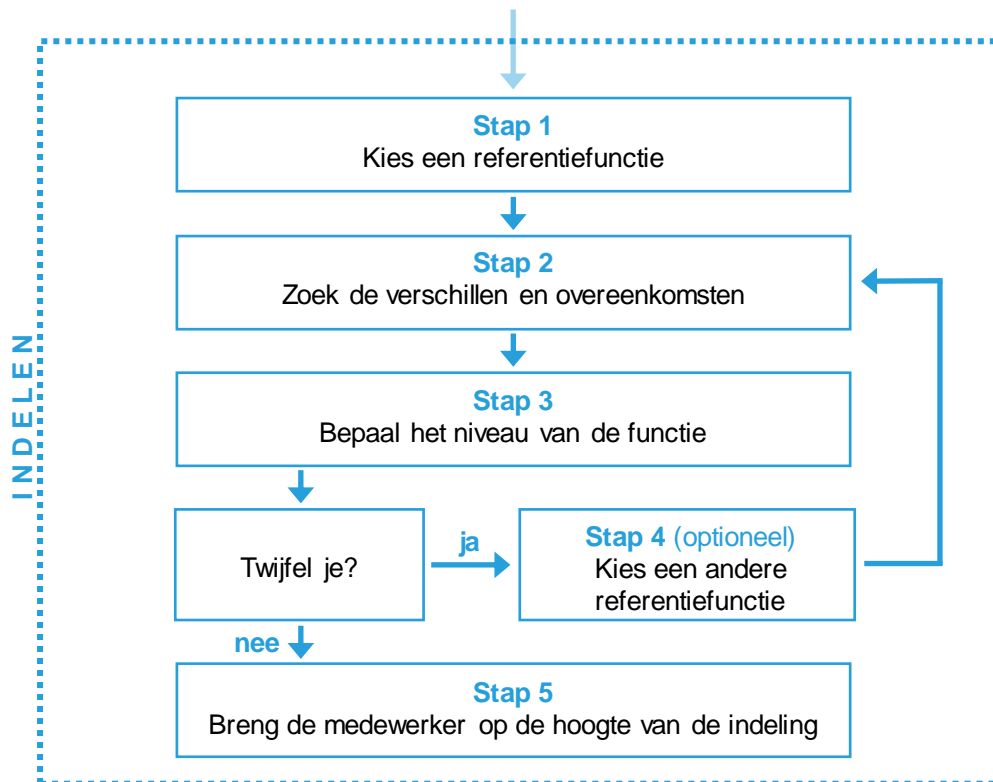 Stap 1
Kies een referentiefunctie
Stap 2
Zoek de verschillen en overeenkomsten
INDELEN
Stap 3
Bepaal het niveau van de functie
Twijfel je?
ja
Stap 4 (optioneel)
Kies een andere
referentiefunctie
nee
Stap 5
Breng de medewerker op de hoogte van de indeling